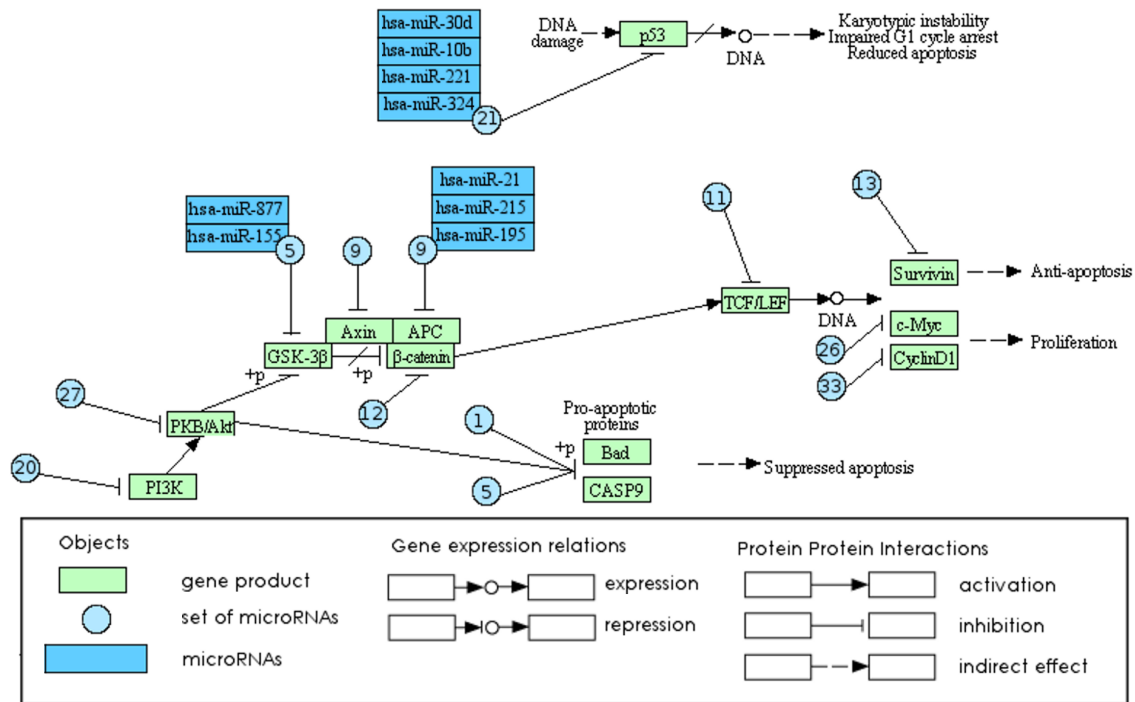 hsa-miR-30d
hsa-miR-10b
hsa-miR-221
hsa-miR-324
21
DNA
damage
p53
DNA
Karyotypic instability
Impaired G1 cycle arrest
Reduced apoptosis
hsa-miR-877
hsa-miR-155
5
9
hsa-miR-21
hsa-miR-215
hsa-miR-195
9
11
13
Survivin
Anti-apoptosis
TCF/LEF
DNA
c-Myc
Proliferation
26
CyclinD1
33
Axin
APC
GSK-3β
β-catenin
+p
+p
27
12
PKB/Akt
20
PI3K
1
5
Pro-apoptotic
proteins
+p
Bad
CASP9
Suppressed apoptosis
Objects
gene product
set of microRNAs
microRNAs
Gene expression relations
expression
repression
Protein Protein Interactions
activation
inhibition
indirect effect